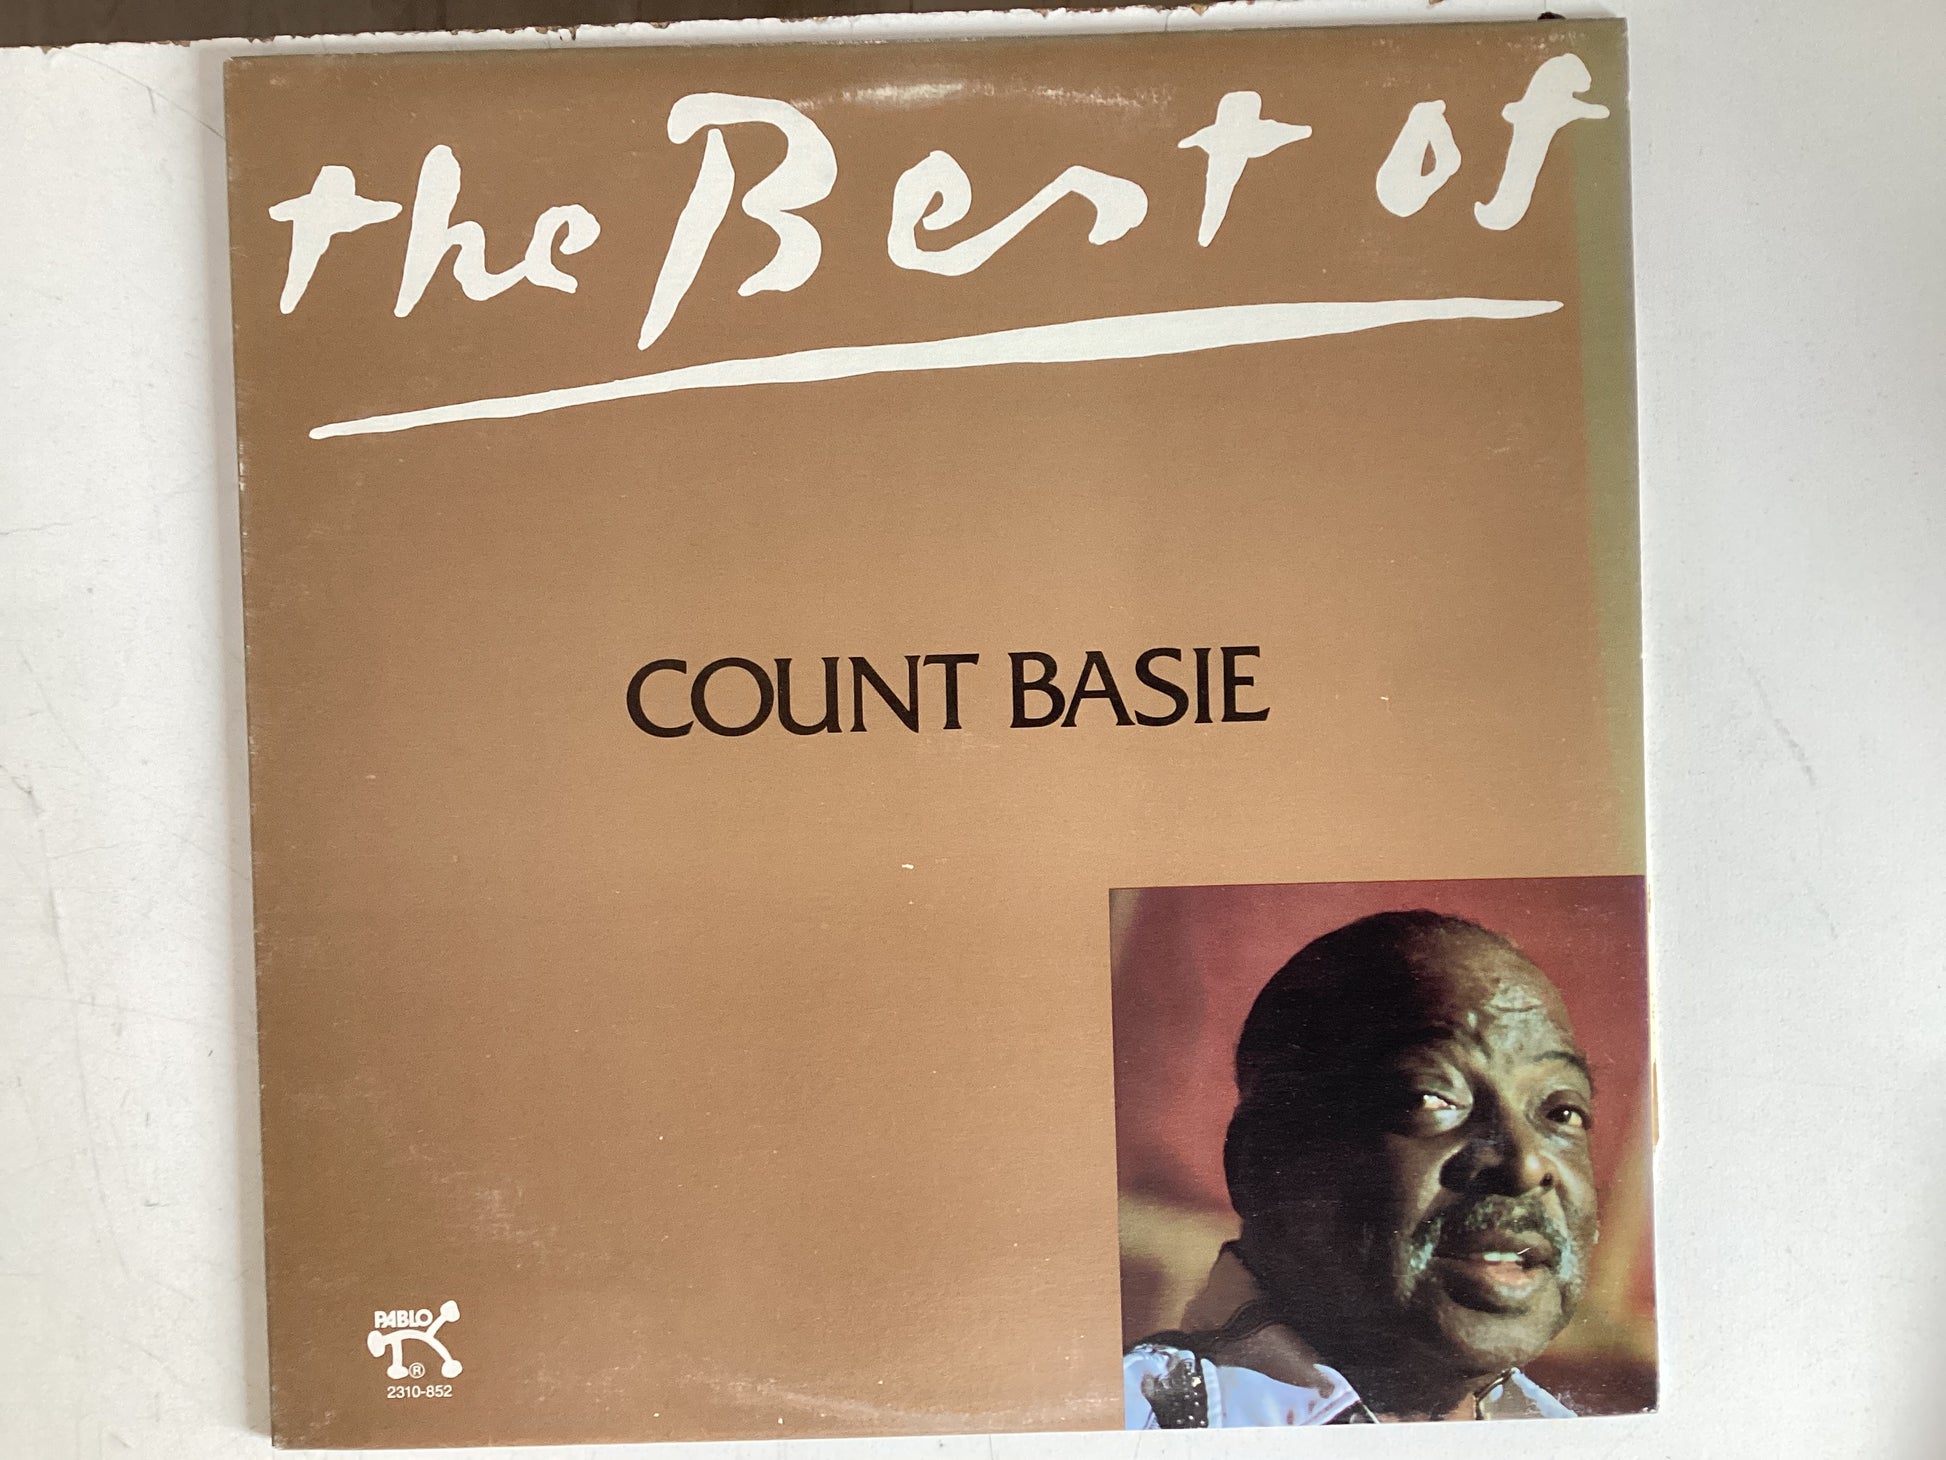 the Best of
COUNT BASIE
PABLO
®
2310-852